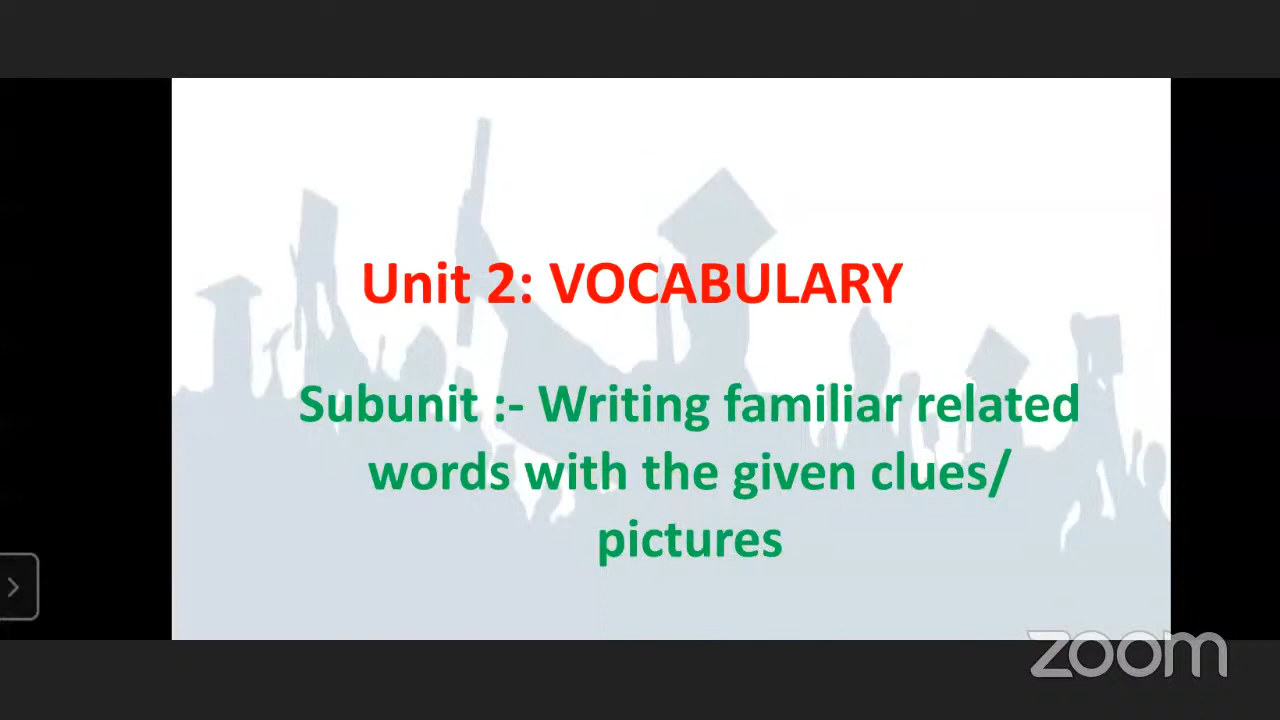 Unit 2: VOCABULARY
Subunit :- Writing familiar related
words with the given clues/
pictures
zoom